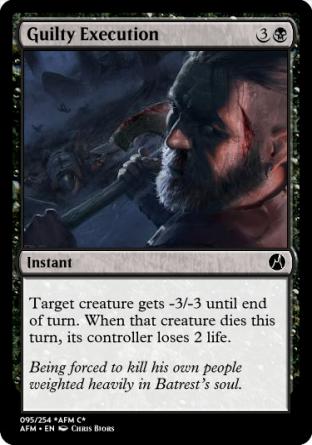 Guilty Execution 3
Instant
Target creature gets -3/-3 until end
of turn. When that creature dies this
turn, its controller loses 2 life.
Being forced to kill his own people
weighted heavily in Batrest's soul.
095/254 *AFM C*
AFM • EN Chris Bjors